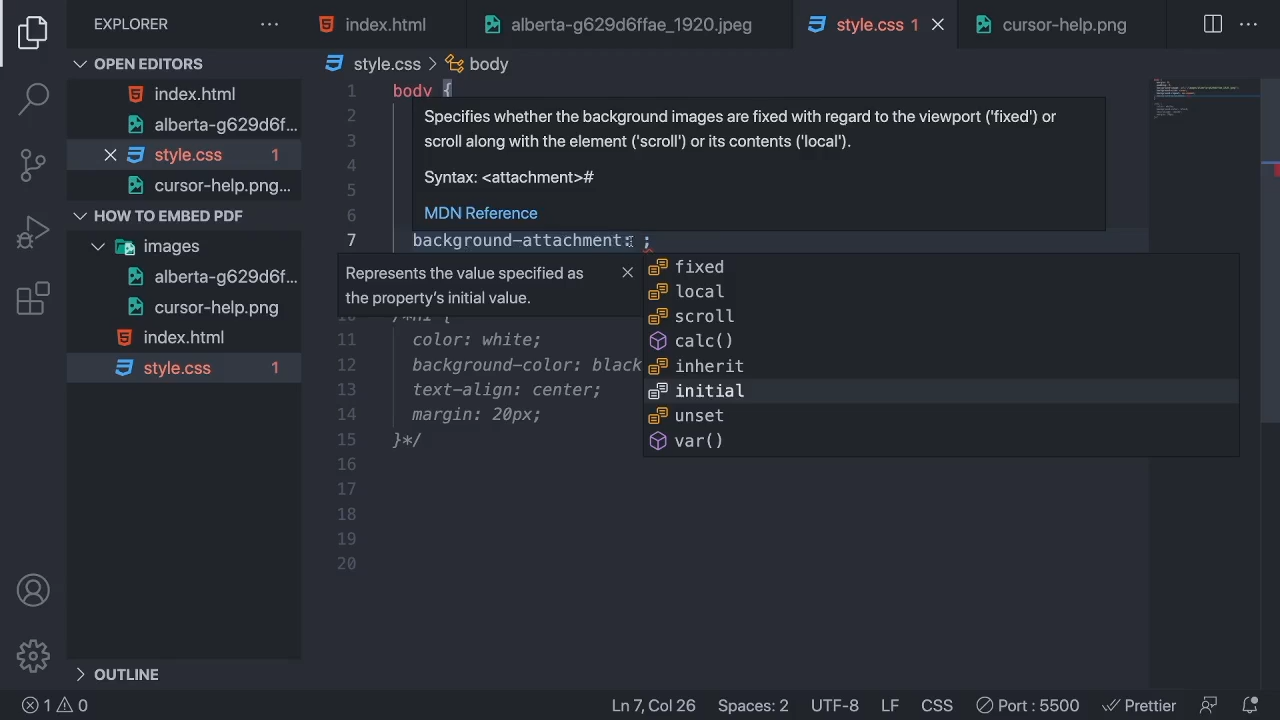 EXPLORER
index.html
alberta-g629d6ffae_1920.jpeg
style.css 1
cursor-help.png
OPEN EDITORS
index.html
alberta-g629d6f...
style.css 1
cursor-help.png...
HOW TO EMBED PDF
images
alberta-g629d6f...
cursor-help.png
index.html
style.css 1
OUTLINE
style.css > body
1 body {
2
3
4
5
6
Specifies whether the background images are fixed with regard to the viewport ('fixed') or
scroll along with the element ('scroll') or its contents ('local').
Syntax: <attachment>#
MDN Reference
7 background-attachment: ;
Represents the value specified as
the property's initial value.
fixed
local
scroll
calc()
inherit
initial
unset
var()
11 color: white;
12 background-color: black
13 text-align: center;
14 margin: 20px;
15 }*/
16
17
18
19
20
1 0
Ln 7, Col 26
Spaces: 2
UTF-8
LF
CSS
Port : 5500
Prettier